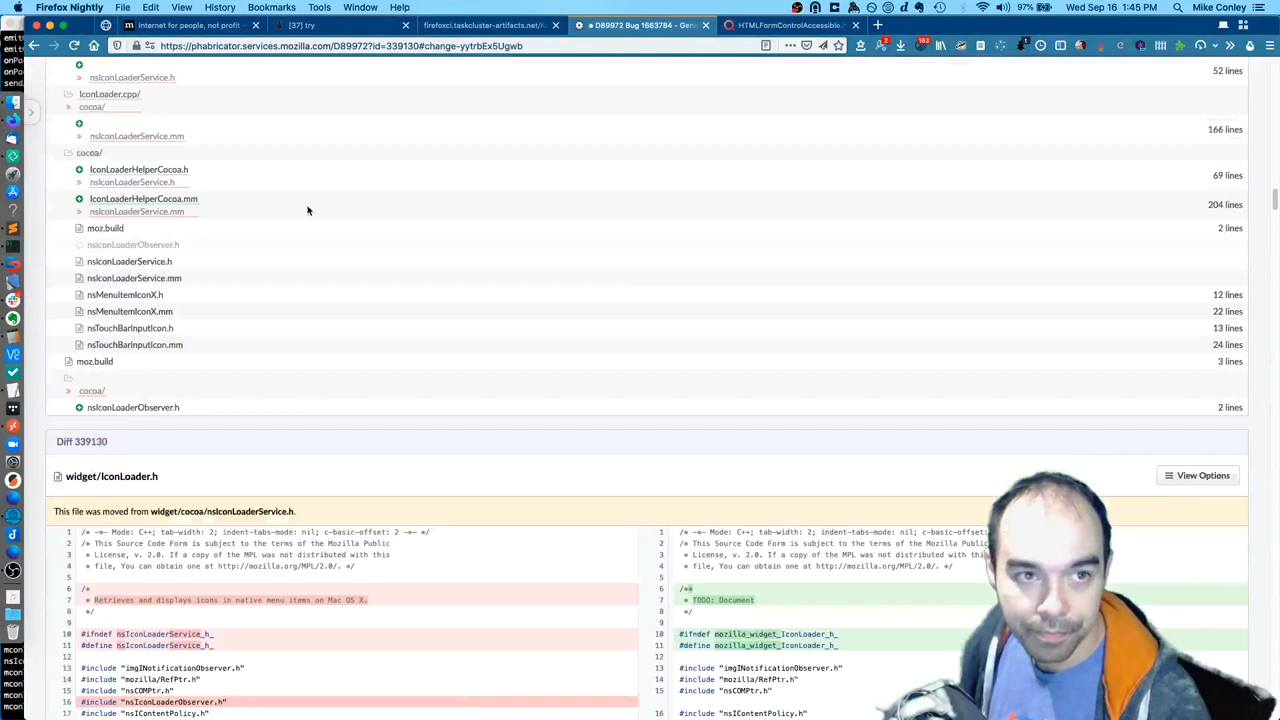 Firefox Nightly File Edit View History Bookmarks Tools Window Help 97% Wed Sep 16 1:45 PM Mike Conley
Internet for people, not profit [37] try firefoxci.taskcluster-artifacts.net/ D89972 Bug 1663784 - Gen HTMLFormControlAccessible.h
https://phabricator.services.mozilla.com/D89972?id=339130#change-yytrbEx5Ugwb
2 163 1
nsIconLoaderService.h 52 lines
IconLoader.cpp/
cocoa/
166 lines
nsIconLoaderService.mm
cocoa/
IconLoaderHelperCocoa.h 69 lines
nsIconLoaderService.h
IconLoaderHelperCocoa.mm 204 lines
nsIconLoaderService.mm
moz.build 2 lines
nsIconLoaderObserver.h
nsIconLoaderService.h
nsIconLoaderService.mm
nsMenuItemIconX.h 12 lines
nsMenuItemIconX.mm 22 lines
nsTouchBarInputIcon.h 13 lines
nsTouchBarInputIcon.mm 24 lines
moz.build 3 lines
cocoa/
nsIconLoaderObserver.h 2 lines
Diff 339130
widget/IconLoader.h View Options
This file was moved from widget/cocoa/nsIconLoaderService.h.
1 /* -*- Mode: C++; tab-width: 2; indent-tabs-mode: nil; c-basic-offset: 2 -*- */
2 /* This Source Code Form is subject to the terms of the Mozilla Public
3 * License, v. 2.0. If a copy of the MPL was not distributed with this
4 * file, You can obtain one at http://mozilla.org/MPL/2.0/. */
5
6 /*
7 * Retrieves and displays icons in native menu items on Mac OS X.
8 */
9
10 #ifndef nsIconLoaderService_h_
11 #define nsIconLoaderService_h_
12
13 #include "imgINotificationObserver.h"
14 #include "mozilla/RefPtr.h"
15 #include "nsCOMPtr.h"
16 #include "nsIconLoaderObserver.h"
17 #include "nsIContentPolicy.h"
1 /* -*- Mode: C++; tab-width: 2; indent-tabs-mode: nil; c-basic-offset:
2 /* This Source Code Form is subject to the terms of the Mozilla Public
3 * License, v. 2.0. If a copy of the MPL was not distributed with
4 * file, You can obtain one at http://mozilla.org/MPL/2.0/. */
5
6 /**
7 * TODO: Document
8 */
9
10 #ifndef mozilla_widget_IconLoader_h_
11 #define mozilla_widget_IconLoader_h_
12
13 #include "imgINotificationObserver.h"
14 #include "mozilla/RefPtr.h"
15 #include "nsCOMPtr.h"
16 #include "nsIContentPolicy.h"